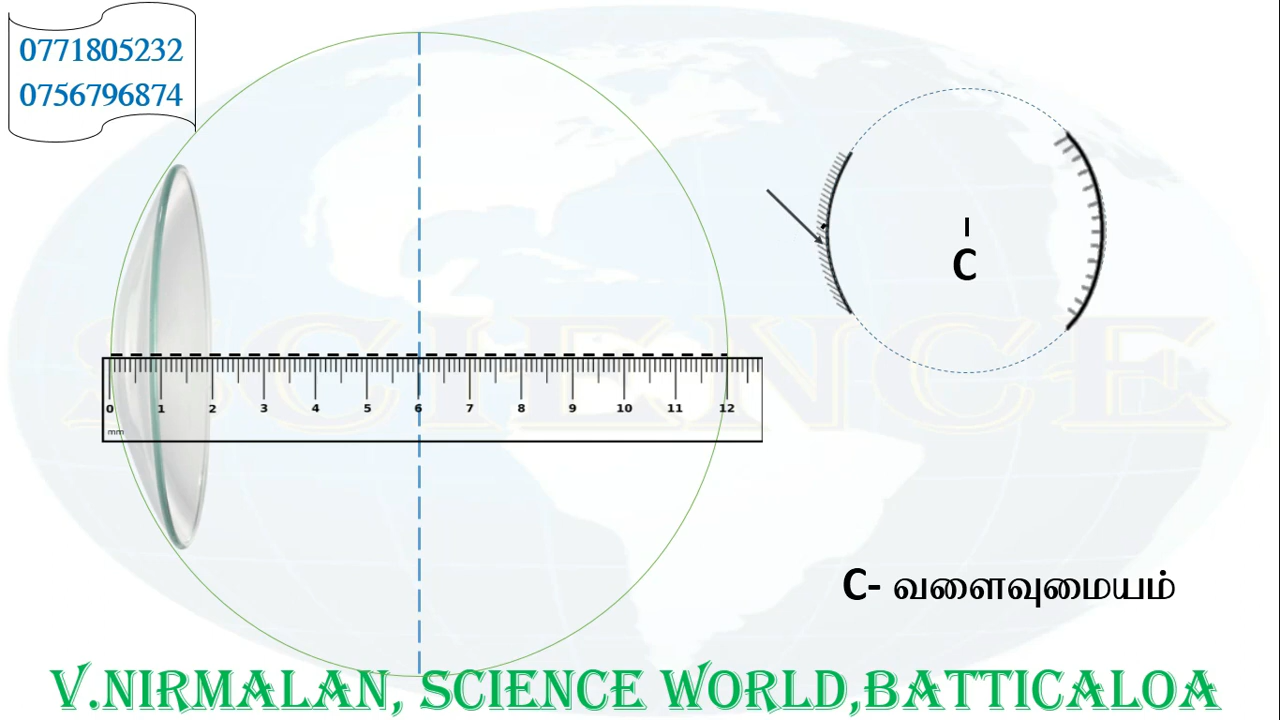 0771805232
0756796874
SCIENCE
C
0 1 2 3 4 5 6 7 8 9 10 11 12
mm
C- வளைவுமையம்
V.NIRMALAN, SCIENCE WORLD,BATTICALOA